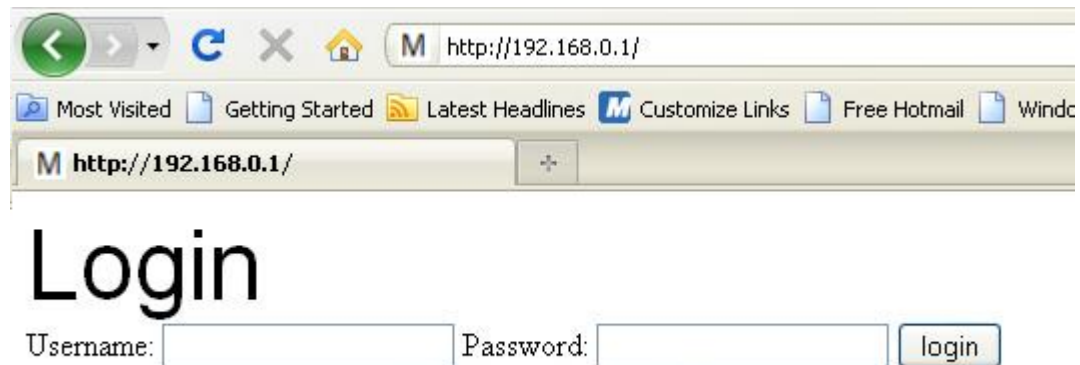 M http://192.168.0.1/
Most Visited Getting Started Latest Headlines M Customize Links Free Hotmail Windo
M http://192.168.0.1/
Login
Username: Password: login